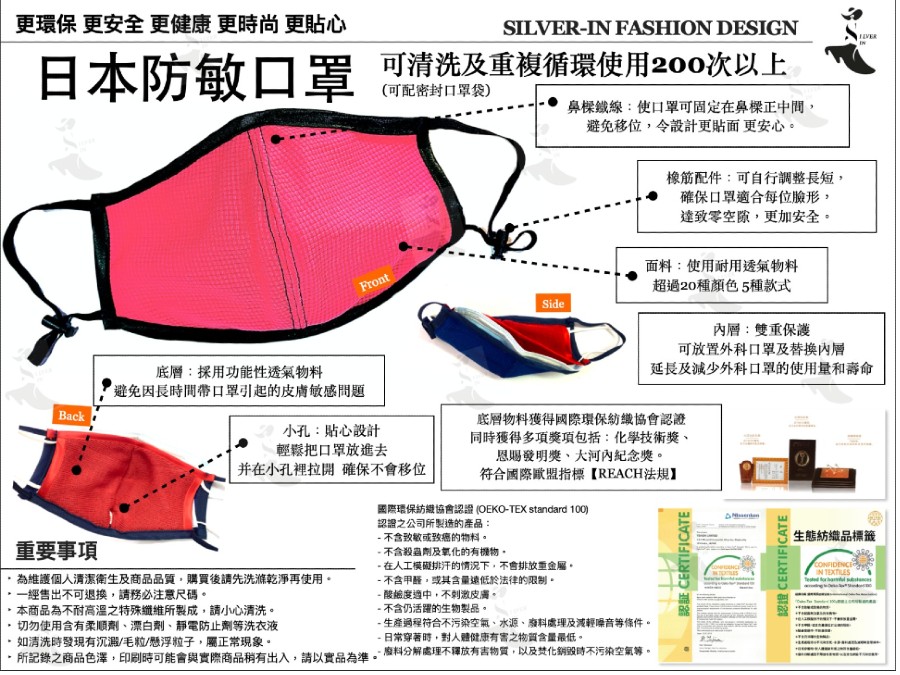 更環保 更安全 更健康 更時尚 更貼心
SILVER-IN FASHION DESIGN
SILVER
IN
日本防敏口罩
可清洗及重複循環使用200次以上
(可配密封口罩袋)
鼻樑鐵線：使口罩可固定在鼻樑正中間，
避免移位，令設計更貼面 更安心。
橡筋配件：可自行調整長短，
確保口罩適合每位臉形，
達致零空隙，更加安全。
面料：使用耐用透氣物料
超過20種顏色 5種款式
Front
Side
內層：雙重保護
可放置外科口罩及替換內層
延長及減少外科口罩的使用量和壽命
底層：採用功能性透氣物料
避免因長時間帶口罩引起的皮膚敏感問題
Back
小孔：貼心設計
輕鬆把口罩放進去
并在小孔裡拉開 確保不會移位
底層物料獲得國際環保紡織協會認證
同時獲得多項獎項包括：化學技術獎、
恩賜發明獎、大河內紀念獎。
符合國際歐盟指標【REACH法規】
重要事項
• 為維護個人清潔衛生及商品品質，購買後請先洗滌乾淨再使用。
• 一經售出不可退換，請務必注意尺碼。
• 本商品為不耐高溫之特殊纖維所製成，請小心清洗。
• 切勿使用含有柔順劑、漂白劑、靜電防止劑等洗衣液
• 如清洗時發現有沉澱/毛粒/懸浮粒子，屬正常現象。
• 所記錄之商品色澤，印刷時可能會與實際商品稍有出入，請以實品為準。
國際環保紡織協會認證 (OEKO-TEX standard 100)
認證之公司所製造的產品：
- 不含致敏或致癌的物料。
- 不含殺蟲劑及氧化的有機物。
- 在人工模擬排汗的情況下，不會排放重金屬。
- 不含甲醛，或其含量遠低於法律的限制。
- 酸鹼度適中，不刺激皮膚。
- 不含仍活躍的生物製品。
- 生產過程符合不污染空氣、水源、廢料處理及減輕噪音等條件。
- 日常穿著時，對人體健康有害之物質含量最低。
- 廢料分解處理不釋放有害物質，以及焚化銷毀時不污染空氣等。
認証 CERTIFICATE
Nissenken
CONFIDENCE
IN TEXTILES
認證 CERTIFICATE
生態紡織品標籤
CONFIDENCE
IN TEXTILES
Tested for harmful substances
according to Oeko-Tex® Standard 100